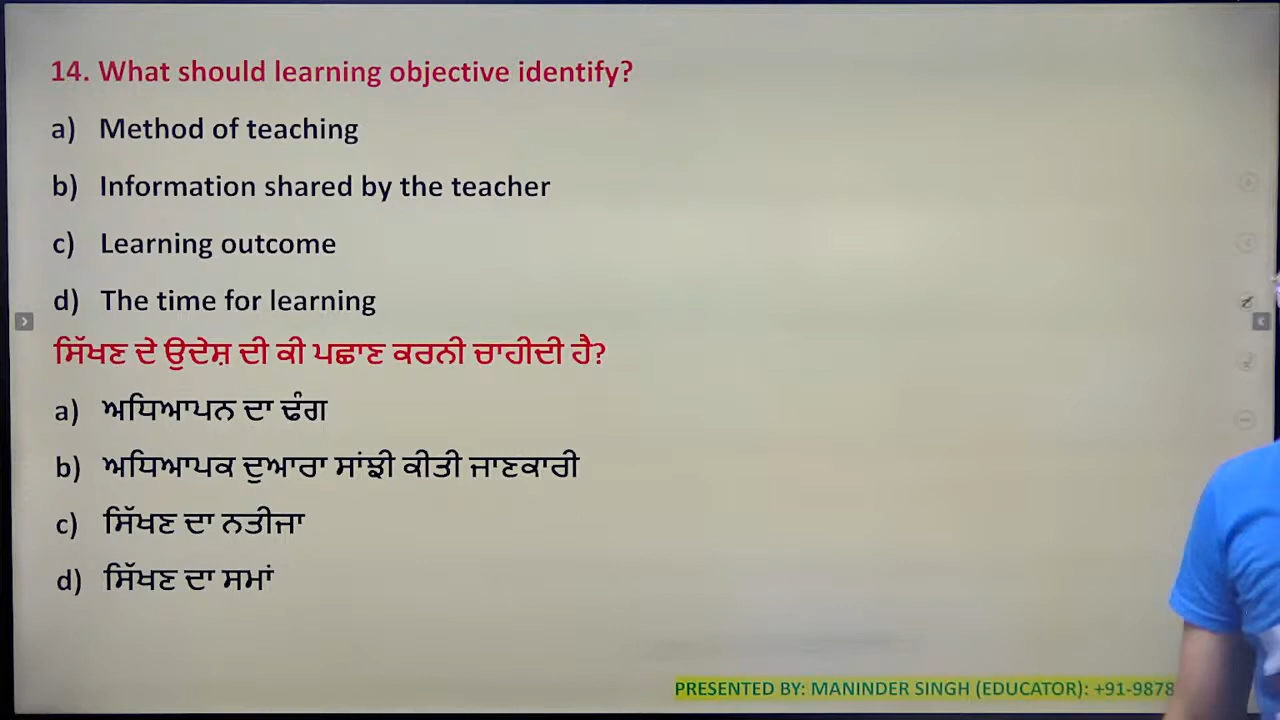 14. What should learning objective identify?
a) Method of teaching
b) Information shared by the teacher
c) Learning outcome
d) The time for learning
ਸਿੱਖਣ ਦੇ ਉਦੇਸ਼ ਦੀ ਕੀ ਪਛਾਣ ਕਰਨੀ ਚਾਹੀਦੀ ਹੈ?
a) ਅਧਿਆਪਨ ਦਾ ਢੰਗ
b) ਅਧਿਆਪਕ ਦੁਆਰਾ ਸਾਂਝੀ ਕੀਤੀ ਜਾਣਕਾਰੀ
c) ਸਿੱਖਣ ਦਾ ਨਤੀਜਾ
d) ਸਿੱਖਣ ਦਾ ਸਮਾਂ
PRESENTED BY: MANINDER SINGH (EDUCATOR): +91-9878